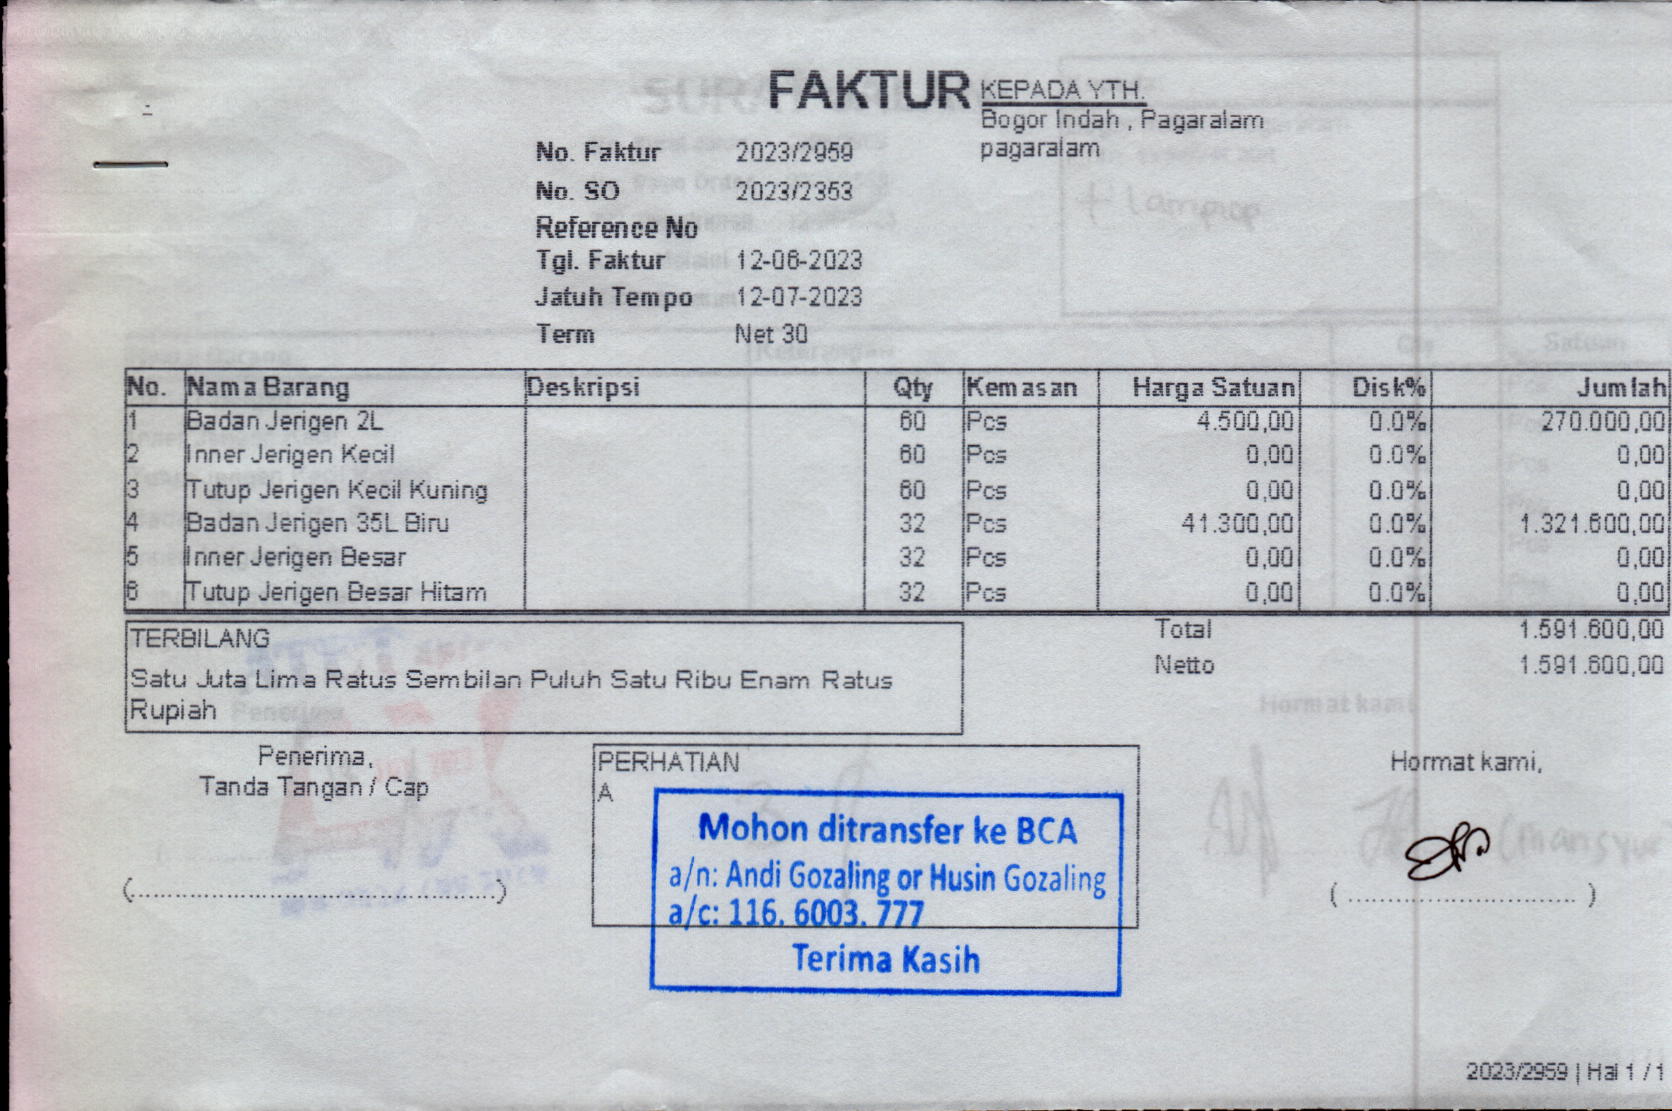 FAKTUR
KEPADA YTH.
Bogor Indah , Pagaralam
pagaralam
No. Faktur 2023/2959
No. SO 2023/2353
Reference No
Tgl. Faktur 12-06-2023
Jatuh Tempo 12-07-2023
Term Net 30
No. Nama Barang Deskripsi Qty Kemasan Harga Satuan Disk% Jumlah
1 Badan Jerigen 2L 60 Pcs 4.500,00 0.0% 270.000,00
2 Inner Jerigen Kecil 60 Pcs 0,00 0.0% 0,00
3 Tutup Jerigen Kecil Kuning 60 Pcs 0,00 0.0% 0,00
4 Badan Jerigen 35L Biru 32 Pcs 41.300,00 0.0% 1.321.600,00
5 Inner Jerigen Besar 32 Pcs 0,00 0.0% 0,00
6 Tutup Jerigen Besar Hitam 32 Pcs 0,00 0.0% 0,00
TERBILANG
Satu Juta Lima Ratus Sembilan Puluh Satu Ribu Enam Ratus
Rupiah
Total 1.591.600,00
Netto 1.591.600,00
Penerima,
Tanda Tangan / Cap
(..........................................)
PERHATIAN
A
Mohon ditransfer ke BCA
a/n: Andi Gozaling or Husin Gozaling
a/c: 116. 6003. 777
Terima Kasih
Hormat kami,
( ............................. )
2023/2959 | Hal 1 / 1